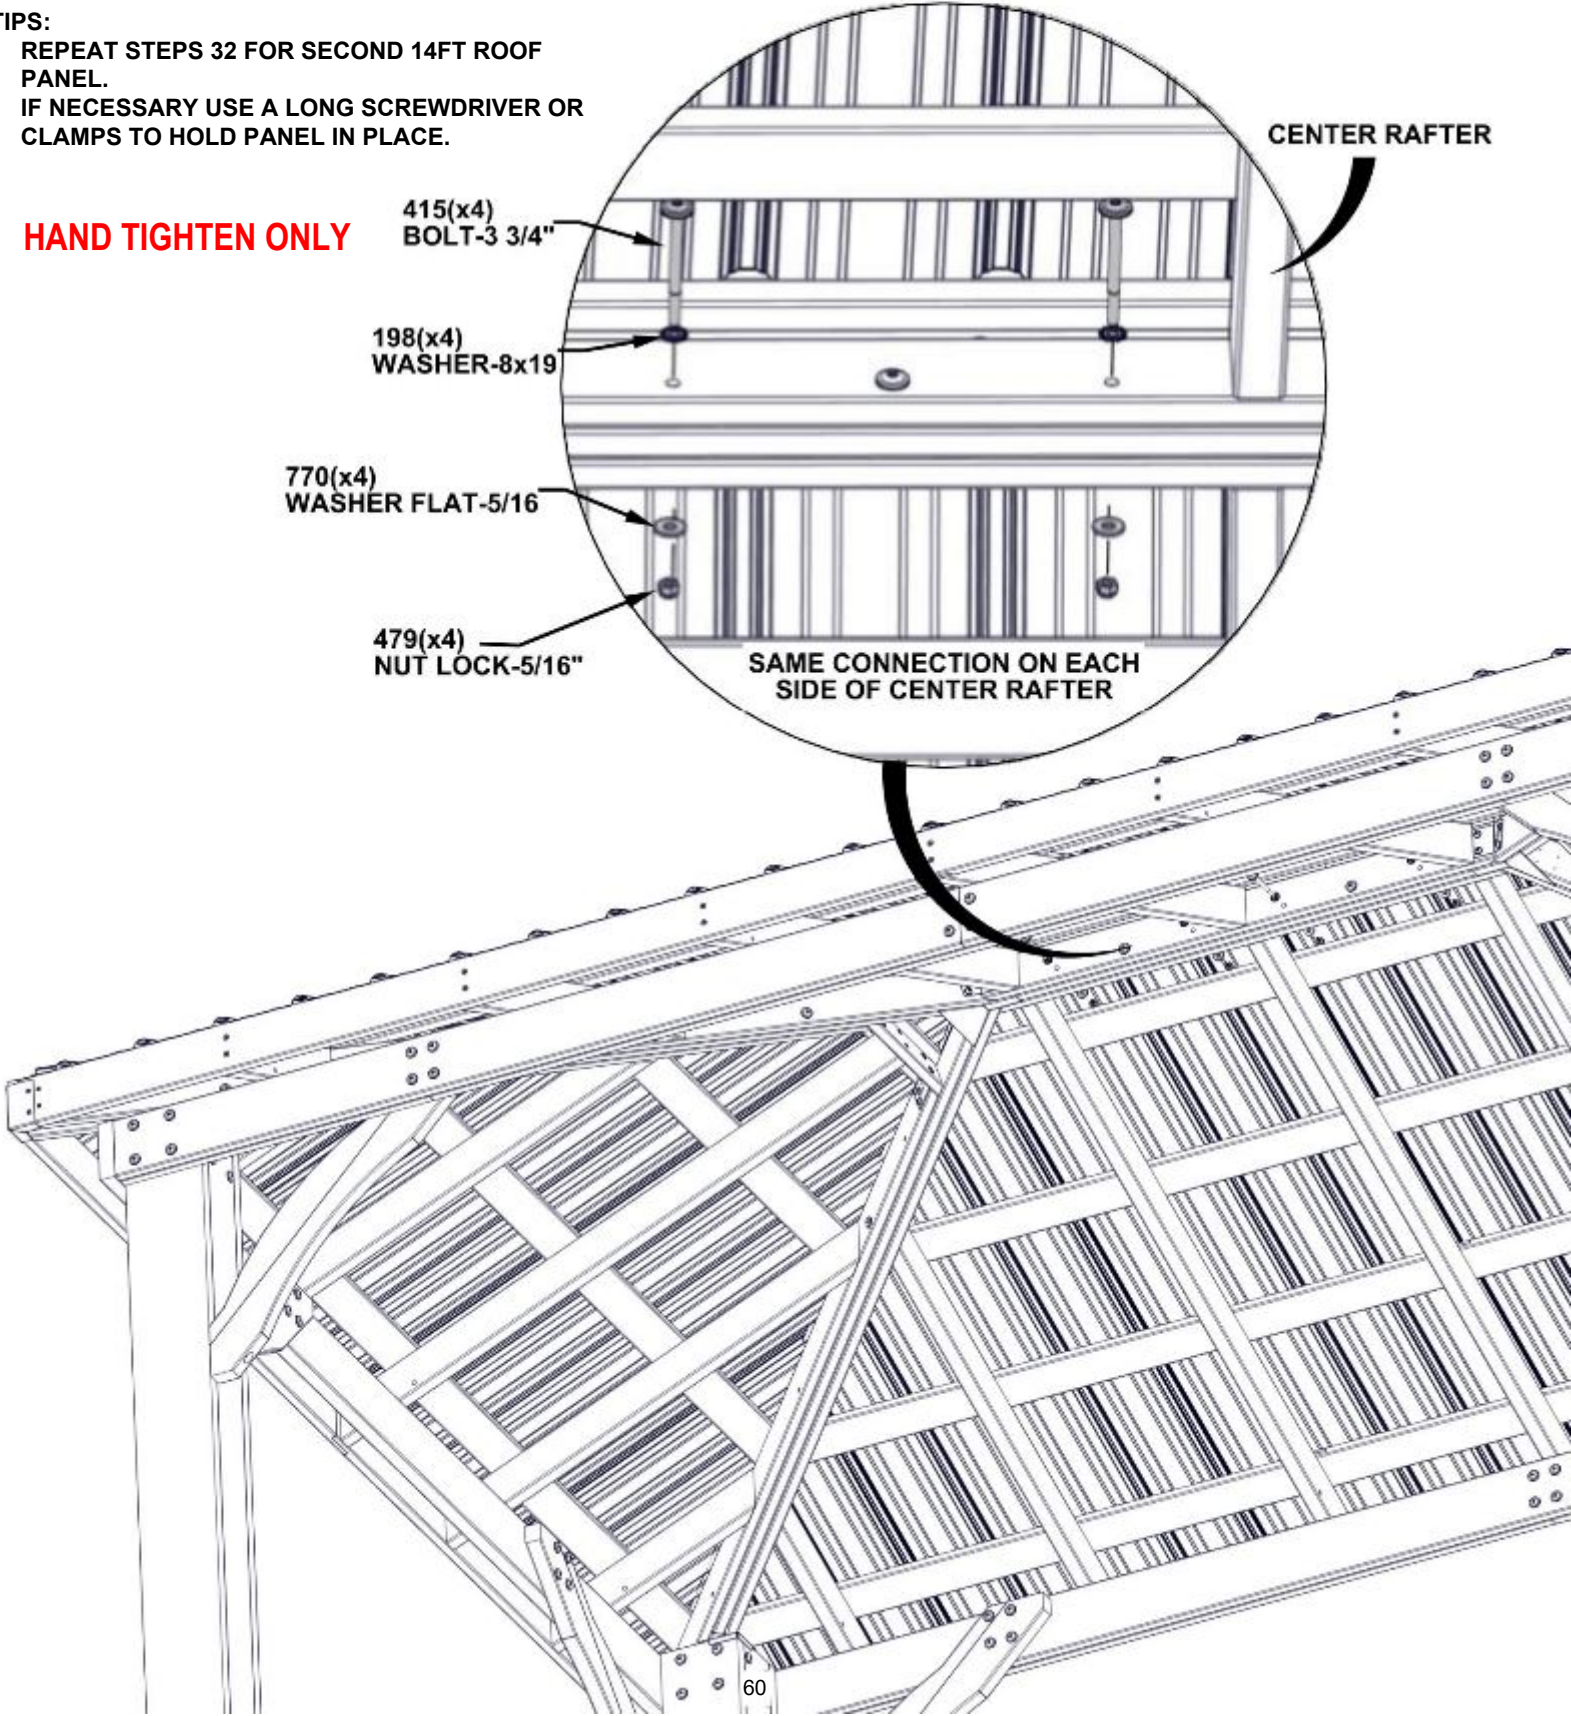 TIPS:
REPEAT STEPS 32 FOR SECOND 14FT ROOF
PANEL.
IF NECESSARY USE A LONG SCREWDRIVER OR
CLAMPS TO HOLD PANEL IN PLACE.
HAND TIGHTEN ONLY
CENTER RAFTER
415(x4)
BOLT-3 3/4"
198(x4)
WASHER-8x19
770(x4)
WASHER FLAT-5/16
479(x4)
NUT LOCK-5/16"
SAME CONNECTION ON EACH
SIDE OF CENTER RAFTER
60